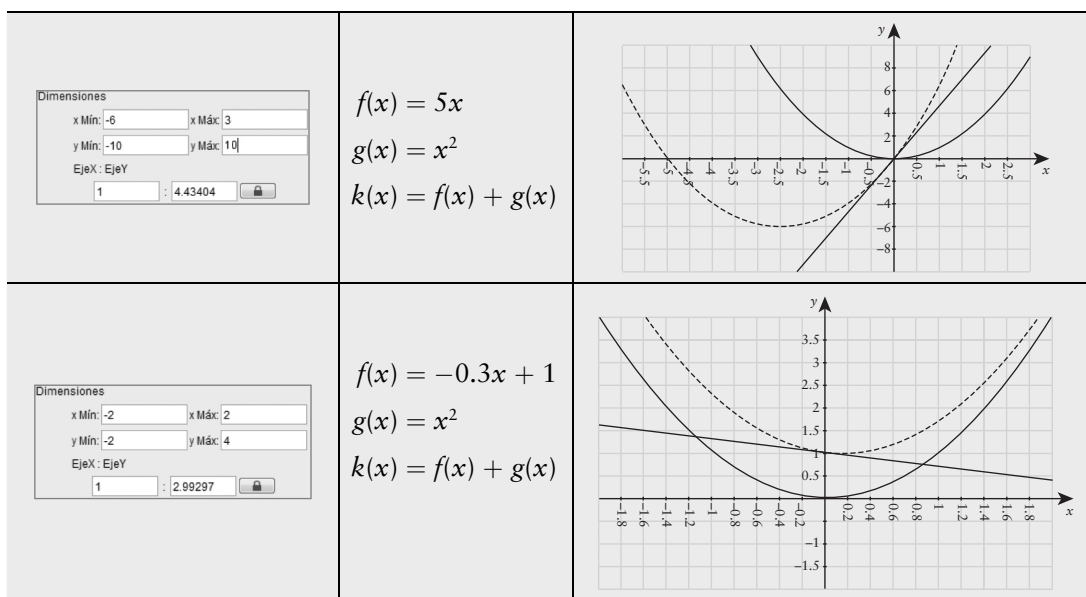 Dimensiones
x Mín: -6 x Máx: 3
y Mín: -10 y Máx: 10
EjeX : EjeY
1 : 4.43404
f(x) = 5x
g(x) = x²
k(x) = f(x) + g(x)
y
8
6
4
2
-5.5 -5 -4.5 -4 -3.5 -3 -2.5 -2 -1.5 -1 -0.5 0.5 1 1.5 2 2.5
x
-2
-4
-6
-8
Dimensiones
x Mín: -2 x Máx: 2
y Mín: -2 y Máx: 4
EjeX : EjeY
1 : 2.99297
f(x) = -0.3x + 1
g(x) = x²
k(x) = f(x) + g(x)
y
3.5
3
2.5
2
1.5
1
0.5
-1.8 -1.6 -1.4 -1.2 -1 -0.8 -0.6 -0.4 -0.2 0.2 0.4 0.6 0.8 1 1.2 1.4 1.6 1.8
x
-1
-1.5